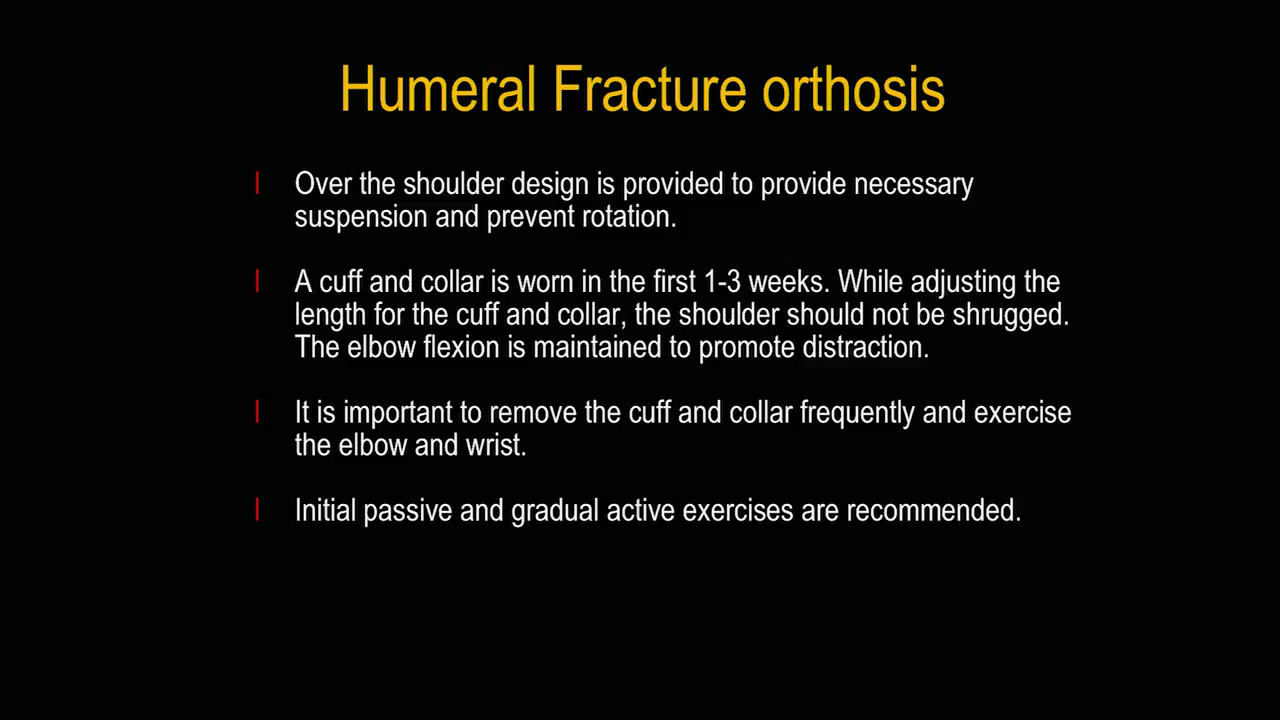 Humeral Fracture orthosis
Over the shoulder design is provided to provide necessary
suspension and prevent rotation.
A cuff and collar is worn in the first 1-3 weeks. While adjusting the
length for the cuff and collar, the shoulder should not be shrugged.
The elbow flexion is maintained to promote distraction.
It is important to remove the cuff and collar frequently and exercise
the elbow and wrist.
Initial passive and gradual active exercises are recommended.